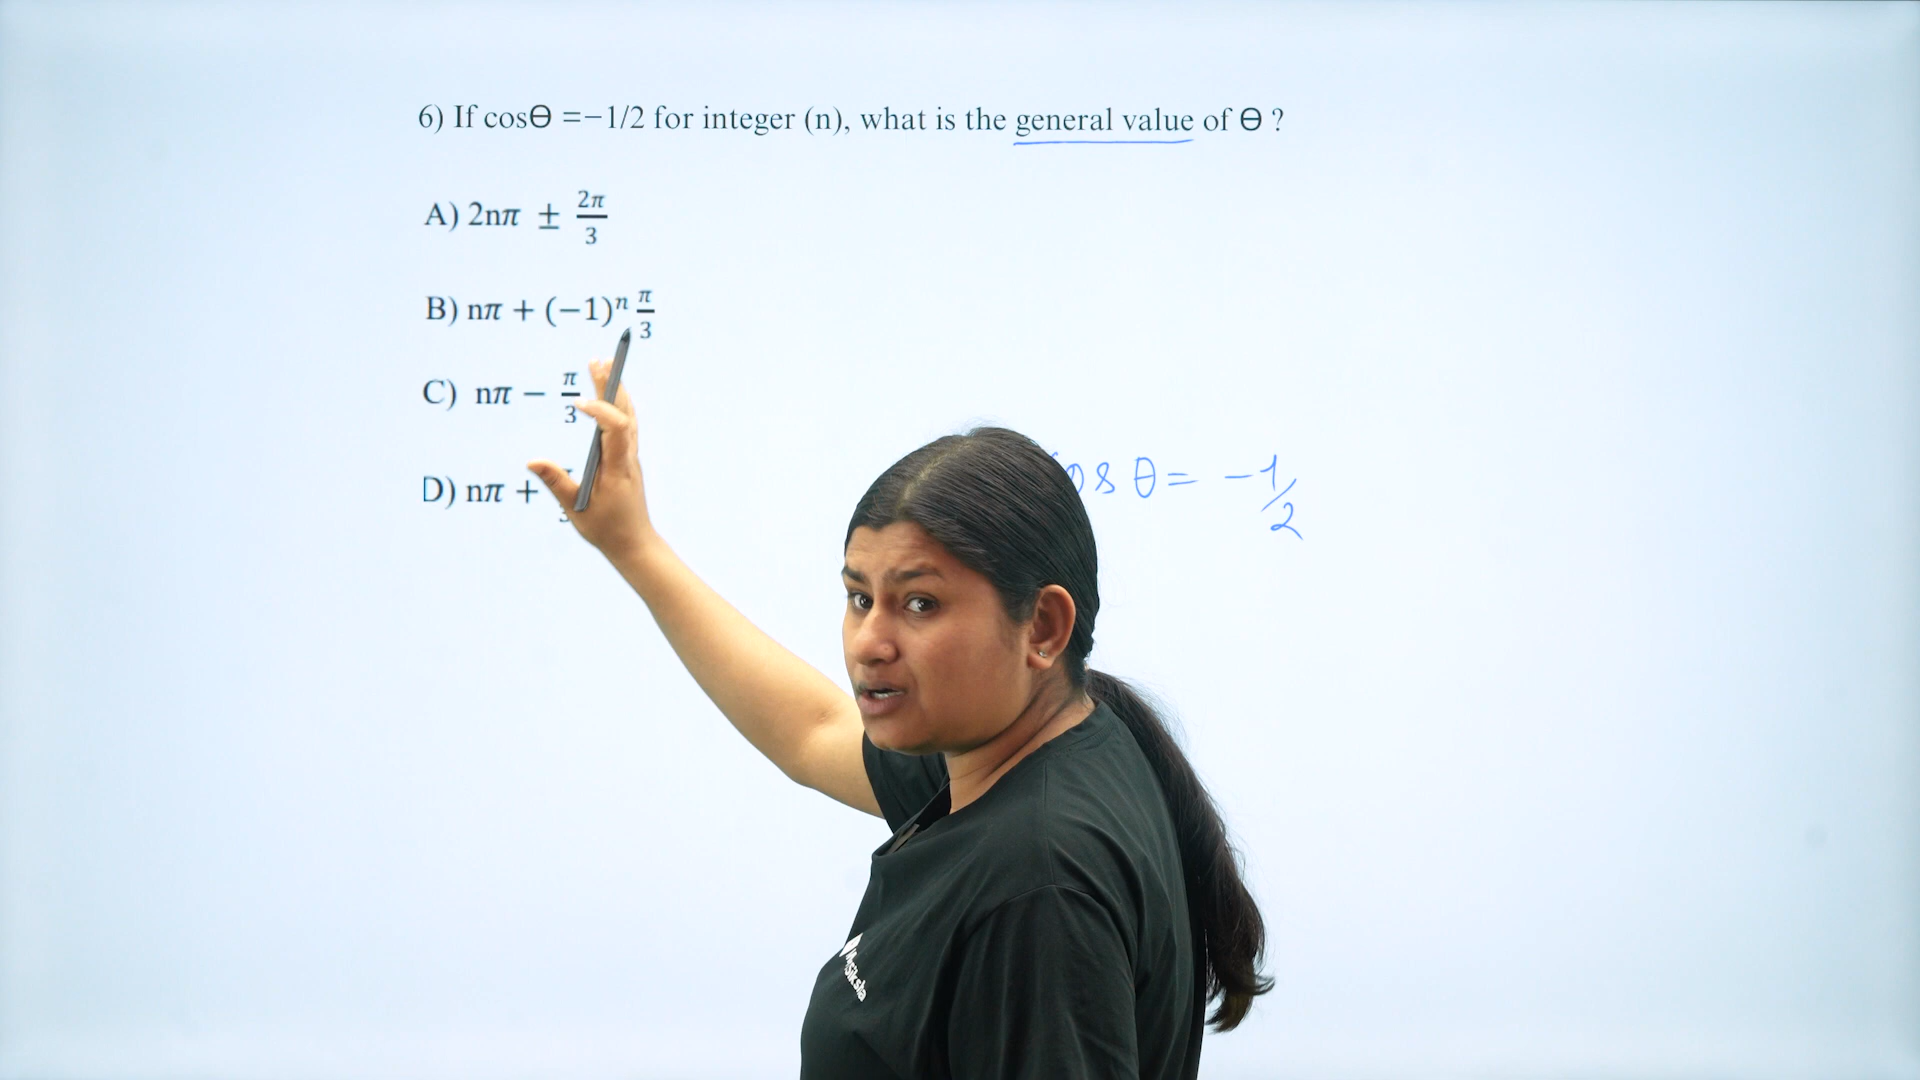 6) If cosΘ =−1/2 for integer (n), what is the general value of Θ ?
A) 2nπ ± 2π/3
B) nπ + (−1)ⁿ π/3
C) nπ − π/3
D) nπ +
θ = -1/2